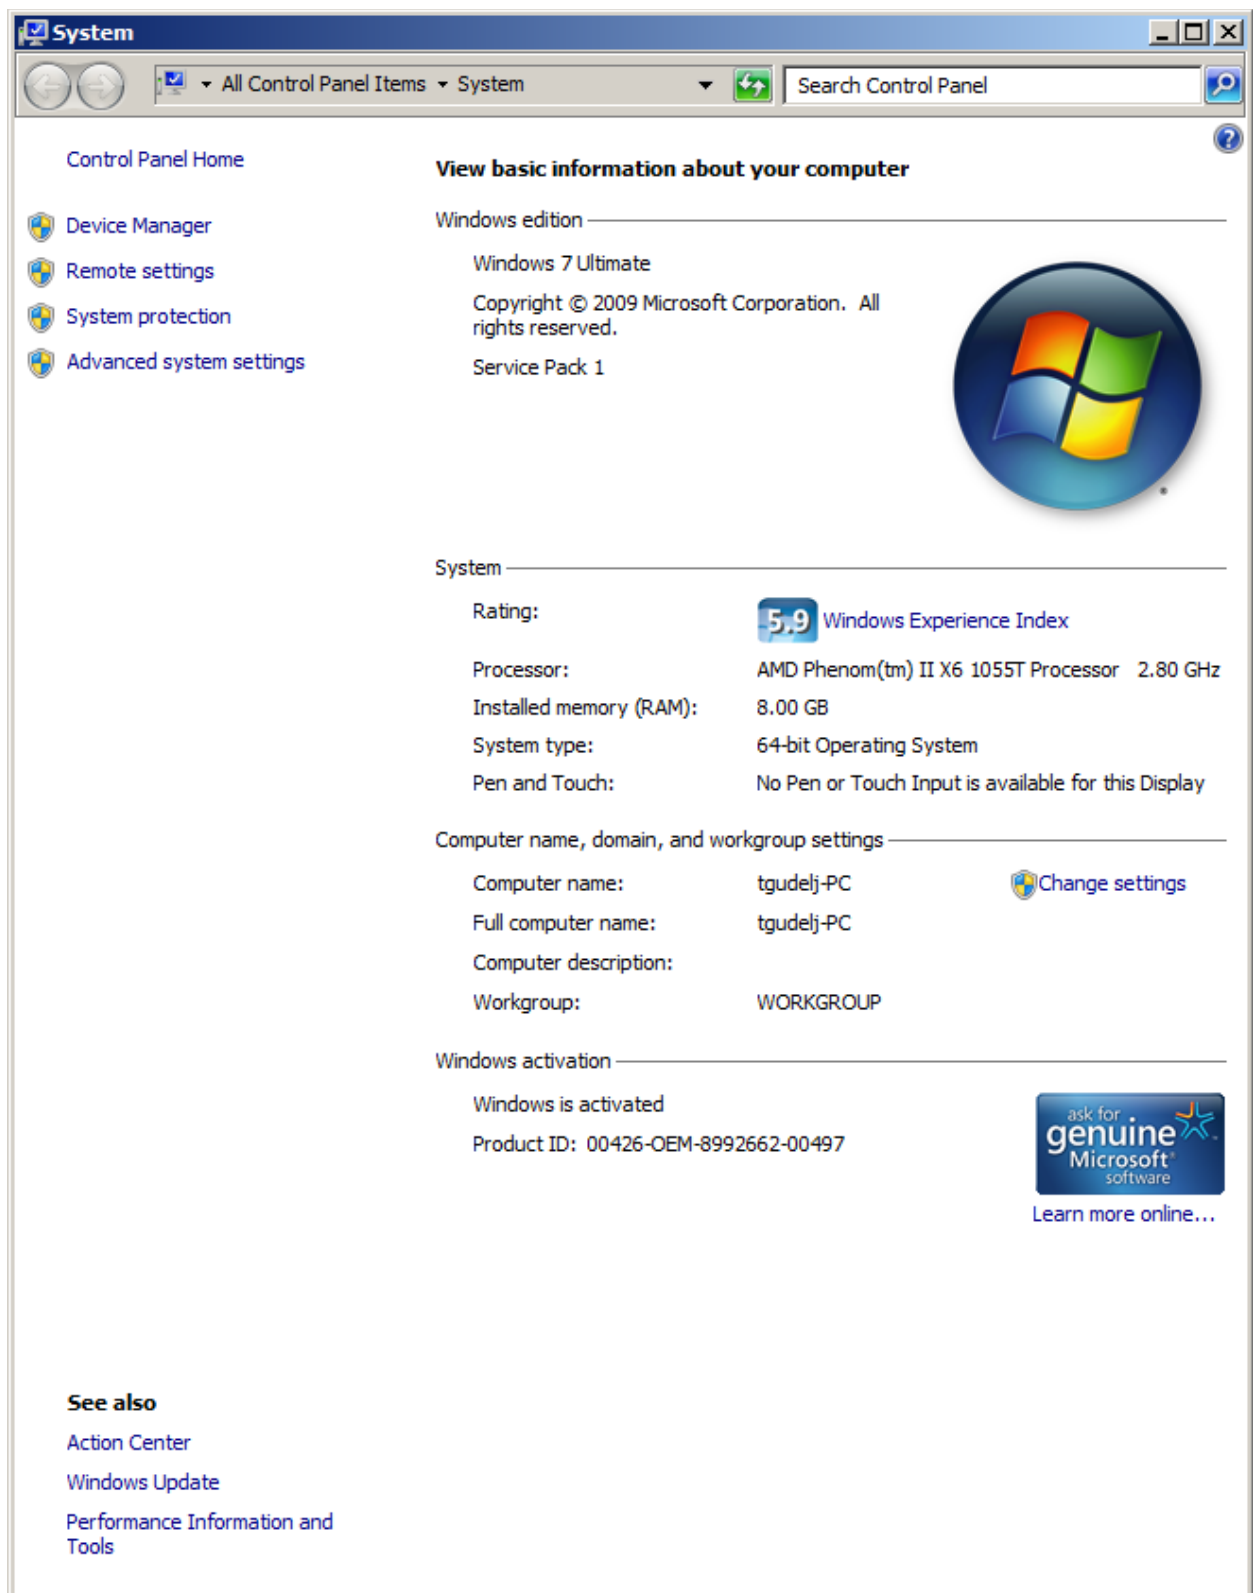 System
All Control Panel Items System
Search Control Panel
Control Panel Home
Device Manager
Remote settings
System protection
Advanced system settings
View basic information about your computer
Windows edition
Windows 7 Ultimate
Copyright © 2009 Microsoft Corporation. All
rights reserved.
Service Pack 1
System
Rating: 5.9 Windows Experience Index
Processor: AMD Phenom(tm) II X6 1055T Processor 2.80 GHz
Installed memory (RAM): 8.00 GB
System type: 64-bit Operating System
Pen and Touch: No Pen or Touch Input is available for this Display
Computer name, domain, and workgroup settings
Computer name: tgudelj-PC Change settings
Full computer name: tgudelj-PC
Computer description:
Workgroup: WORKGROUP
Windows activation
Windows is activated
Product ID: 00426-OEM-8992662-00497
ask for
genuine
Microsoft
software
Learn more online...
See also
Action Center
Windows Update
Performance Information and
Tools